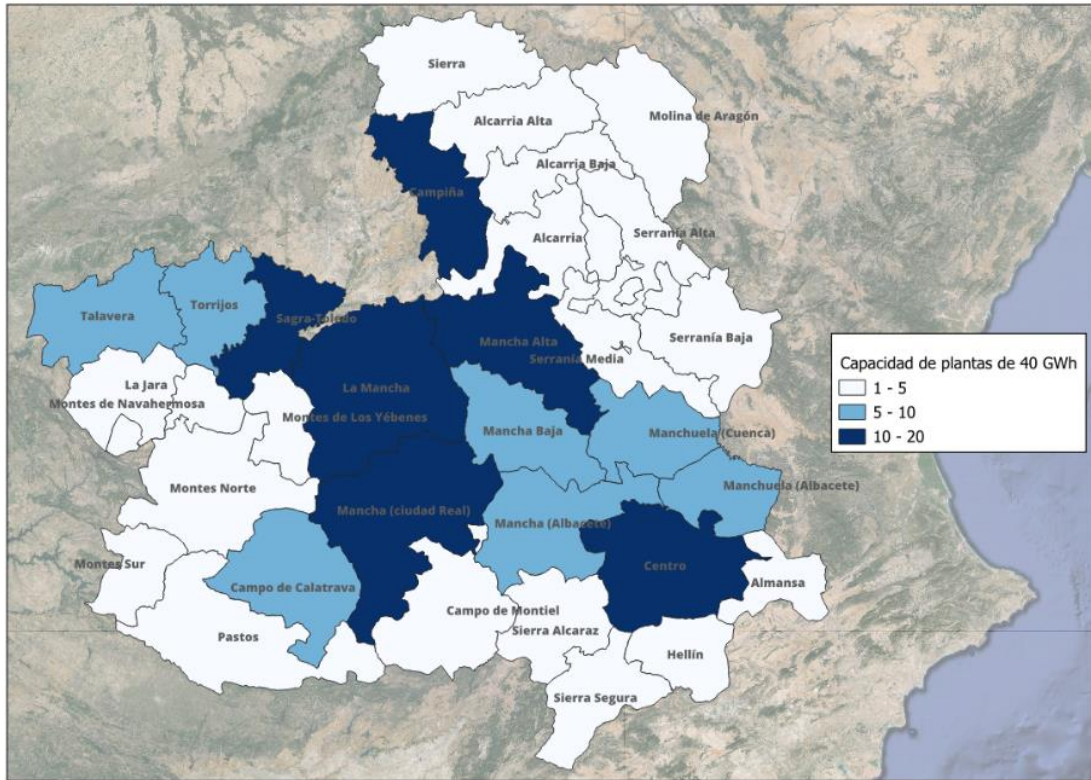 Sierra
Alcarria Alta
Molina de Aragón
Alcarria Baja
Campiña
Alcarria
Serranía Alta
Talavera
Torrijos
Sagra-Toledo
Mancha Alta
Serranía Media
Serranía Baja
La Jara
Montes de Navahermosa
La Mancha
Montes de Los Yébenes
Mancha Baja
Manchuela (Cuenca)
Montes Norte
Mancha (ciudad Real)
Mancha (Albacete)
Manchuela (Albacete)
Montes Sur
Campo de Calatrava
Centro
Almansa
Pastos
Campo de Montiel
Sierra Alcaraz
Hellín
Sierra Segura
Capacidad de plantas de 40 GWh
1 - 5
5 - 10
10 - 20